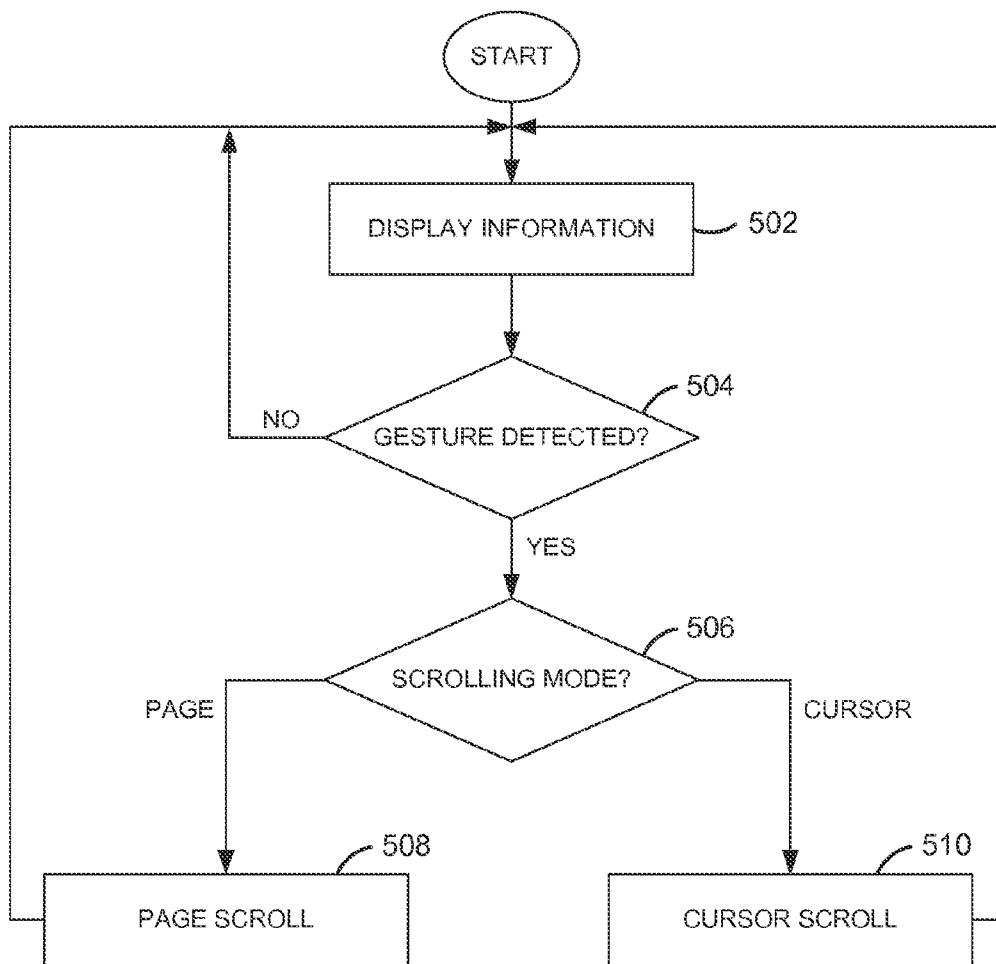 START
DISPLAY INFORMATION
502
504
NO
GESTURE DETECTED?
YES
506
SCROLLING MODE?
PAGE
CURSOR
508
510
PAGE SCROLL
CURSOR SCROLL